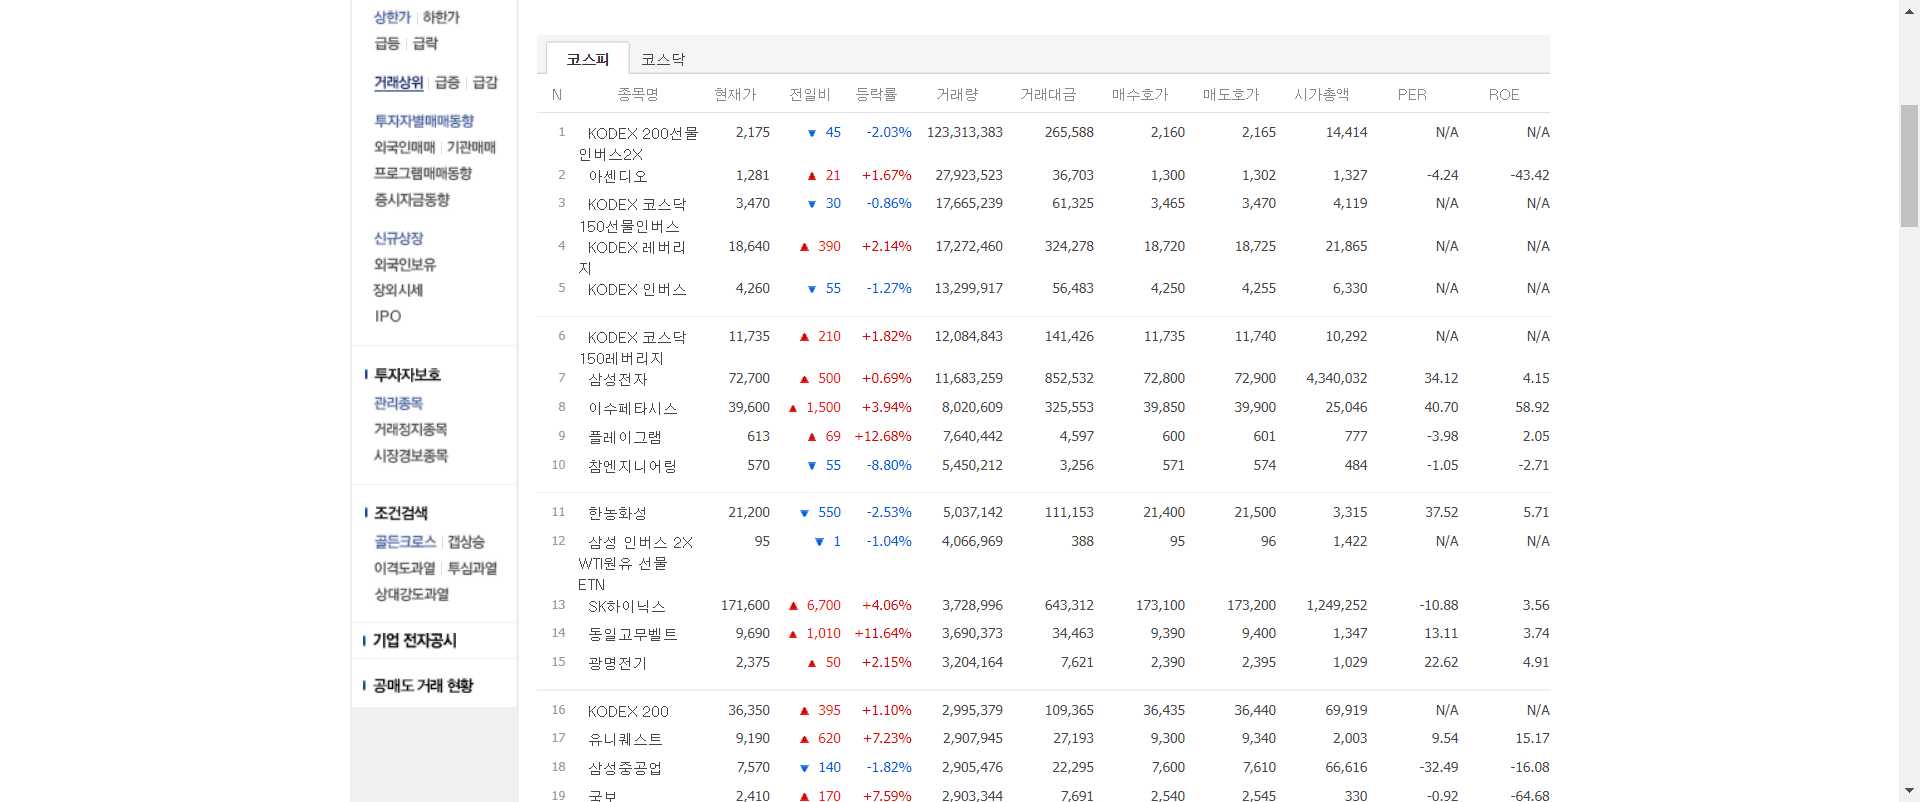 상한가 하한가
급등 급락
거래상위 급증 급감
투자자별매매동향
외국인매매 기관매매
프로그램매매동향
증시자금동향
신규상장
외국인보유
장외시세
IPO
투자자보호
관리종목
거래정지종목
시장경보종목
조건검색
골든크로스 갭상승
이격도과열 투심과열
상대강도과열
기업 전자공시
공매도 거래 현황
코스피 코스닥
N 종목명 현재가 전일비 등락률 거래량 거래대금 매수호가 매도호가 시가총액 PER ROE
1 KODEX 200선물 2,175 ▼ 45 -2.03% 123,313,383 265,588 2,160 2,165 14,414 N/A N/A
인버스2X
2 아센디오 1,281 ▲ 21 +1.67% 27,923,523 36,703 1,300 1,302 1,327 -4.24 -43.42
3 KODEX 코스닥 3,470 ▼ 30 -0.86% 17,665,239 61,325 3,465 3,470 4,119 N/A N/A
150선물인버스
4 KODEX 레버리 18,640 ▲ 390 +2.14% 17,272,460 324,278 18,720 18,725 21,865 N/A N/A
지
5 KODEX 인버스 4,260 ▼ 55 -1.27% 13,299,917 56,483 4,250 4,255 6,330 N/A N/A
6 KODEX 코스닥 11,735 ▲ 210 +1.82% 12,084,843 141,426 11,735 11,740 10,292 N/A N/A
150레버리지
7 삼성전자 72,700 ▲ 500 +0.69% 11,683,259 852,532 72,800 72,900 4,340,032 34.12 4.15
8 이수페타시스 39,600 ▲ 1,500 +3.94% 8,020,609 325,553 39,850 39,900 25,046 40.70 58.92
9 플레이그램 613 ▲ 69 +12.68% 7,640,442 4,597 600 601 777 -3.98 2.05
10 참엔지니어링 570 ▼ 55 -8.80% 5,450,212 3,256 571 574 484 -1.05 -2.71
11 한농화성 21,200 ▼ 550 -2.53% 5,037,142 111,153 21,400 21,500 3,315 37.52 5.71
12 삼성 인버스 2X 95 ▼ 1 -1.04% 4,066,969 388 95 96 1,422 N/A N/A
WTI원유 선물
ETN
13 SK하이닉스 171,600 ▲ 6,700 +4.06% 3,728,996 643,312 173,100 173,200 1,249,252 -10.88 3.56
14 동일고무벨트 9,690 ▲ 1,010 +11.64% 3,690,373 34,463 9,390 9,400 1,347 13.11 3.74
15 광명전기 2,375 ▲ 50 +2.15% 3,204,164 7,621 2,390 2,395 1,029 22.62 4.91
16 KODEX 200 36,350 ▲ 395 +1.10% 2,995,379 109,365 36,435 36,440 69,919 N/A N/A
17 유니퀘스트 9,190 ▲ 620 +7.23% 2,907,945 27,193 9,300 9,340 2,003 9.54 15.17
18 삼성중공업 7,570 ▼ 140 -1.82% 2,905,476 22,295 7,600 7,610 66,616 -32.49 -16.08
19 국보 2,410 ▲ 170 +7.59% 2,903,344 7,691 2,540 2,545 330 -0.92 -64.68